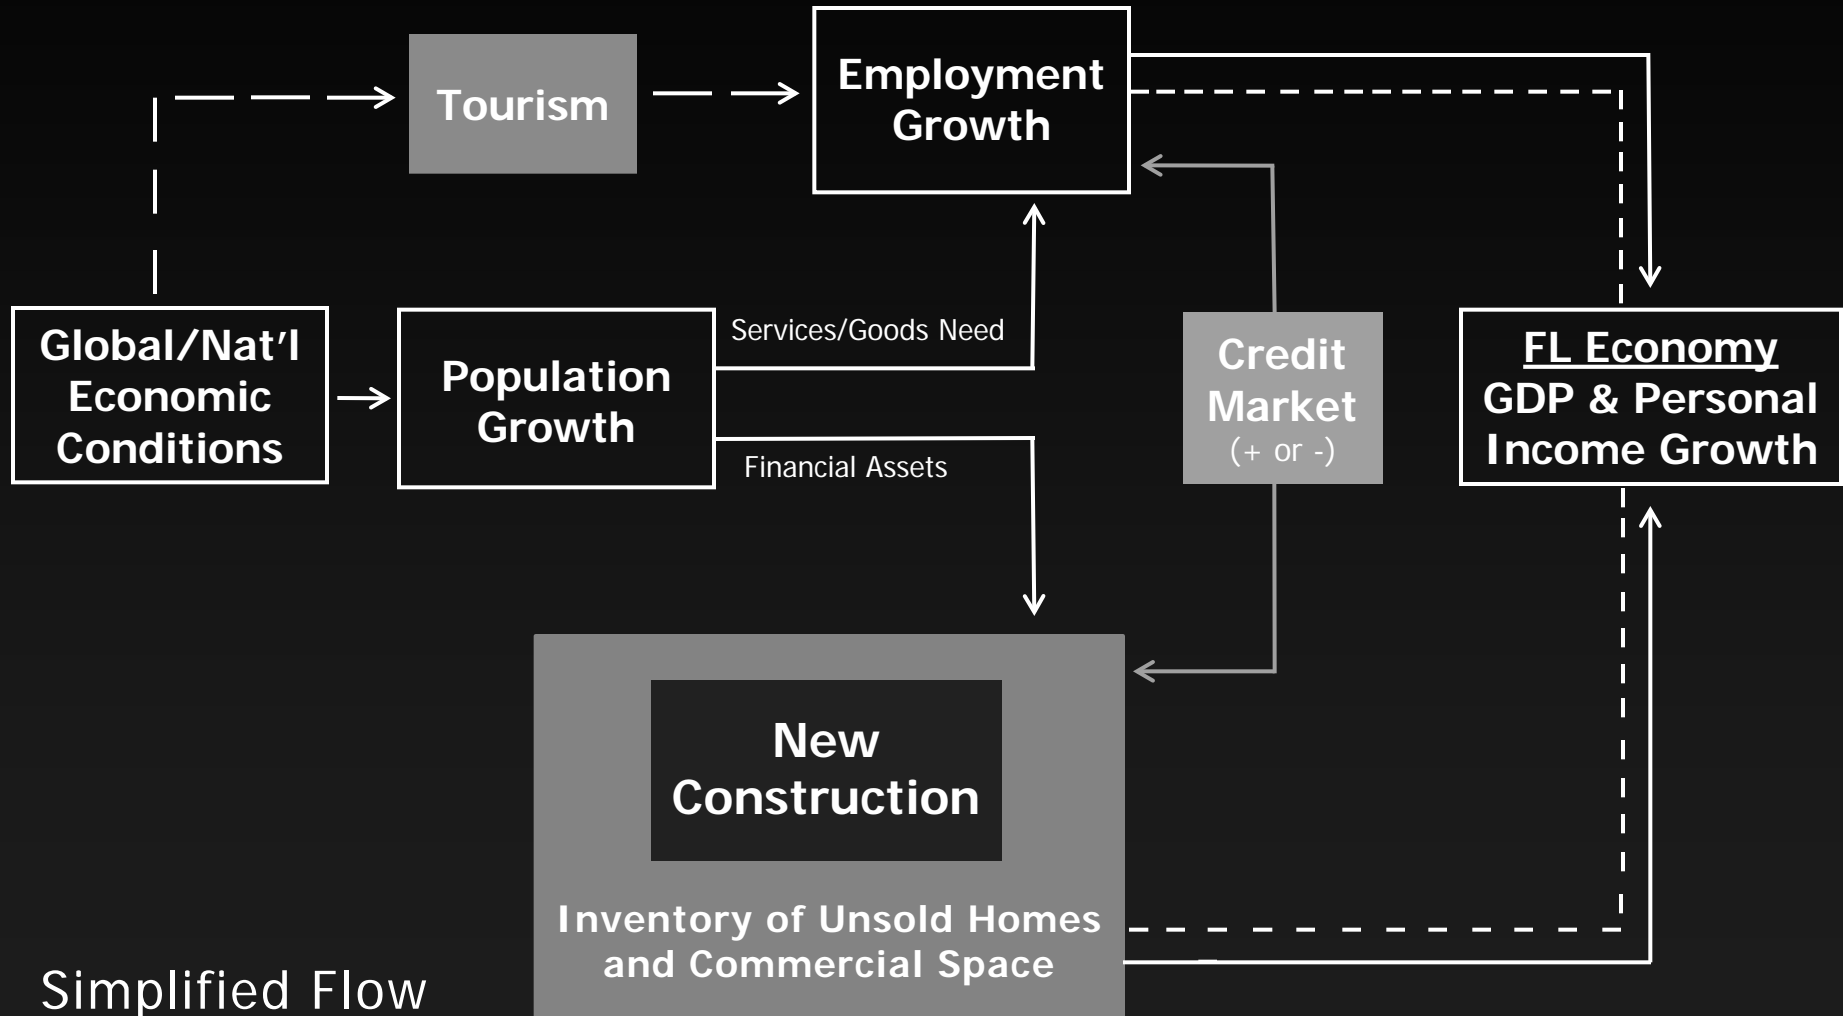 Tourism
Employment
Growth
Global/Nat'l
Economic
Conditions
Population
Growth
Services/Goods Need
Financial Assets
Credit
Market
(+ or -)
FL Economy
GDP & Personal
Income Growth
New
Construction
Inventory of Unsold Homes
and Commercial Space
Simplified Flow